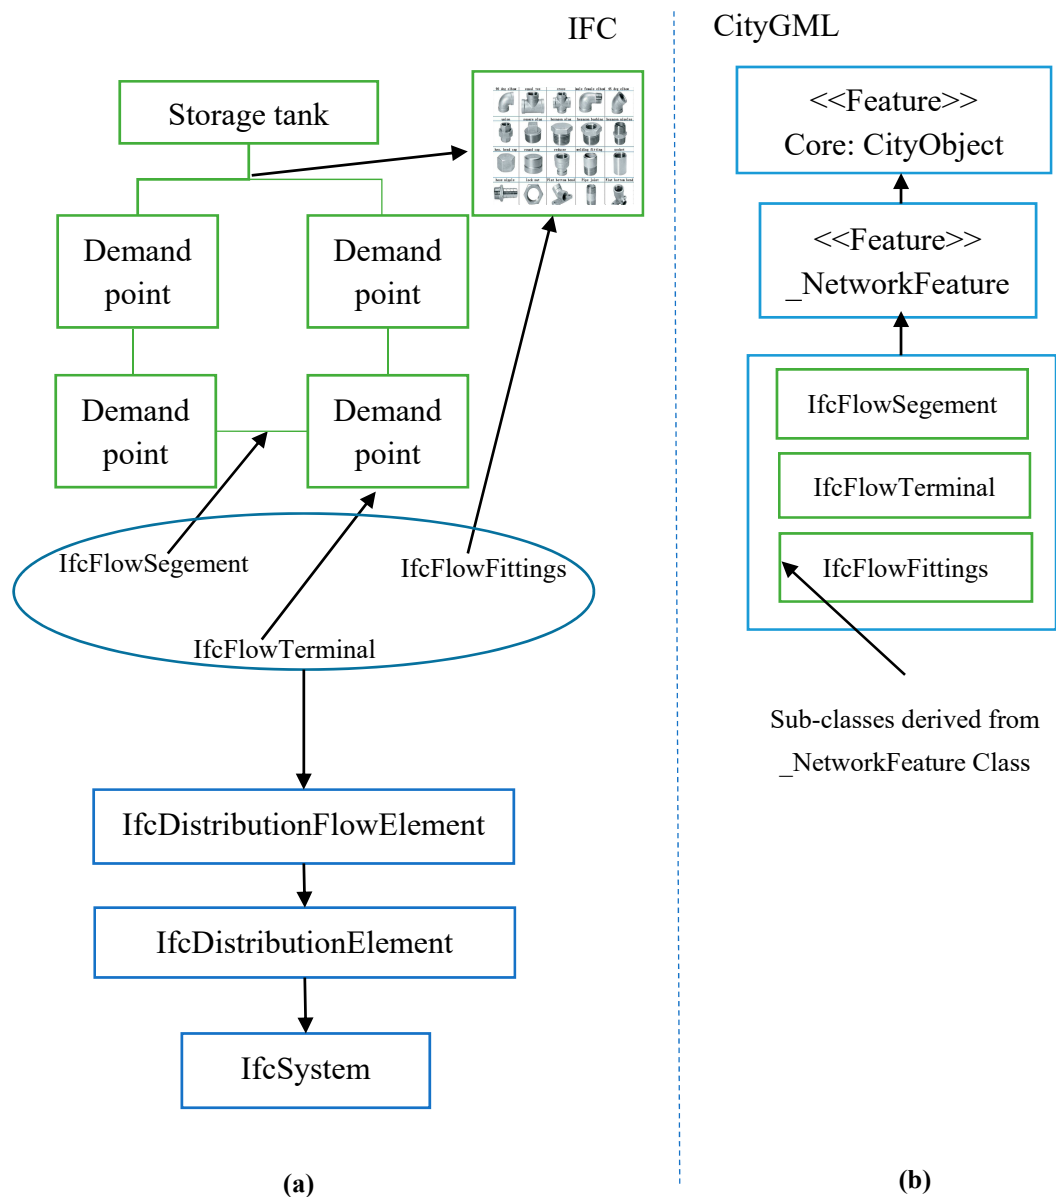 IFC
CityGML
Storage tank
<<Feature>>
Core: CityObject
Demand
point
Demand
point
<<Feature>>
_NetworkFeature
Demand
point
Demand
point
IfcFlowSegement
IfcFlowTerminal
IfcFlowFittings
IfcFlowSegement
IfcFlowFittings
IfcFlowTerminal
Sub-classes derived from
_NetworkFeature Class
IfcDistributionFlowElement
IfcDistributionElement
IfcSystem
(a)
(b)